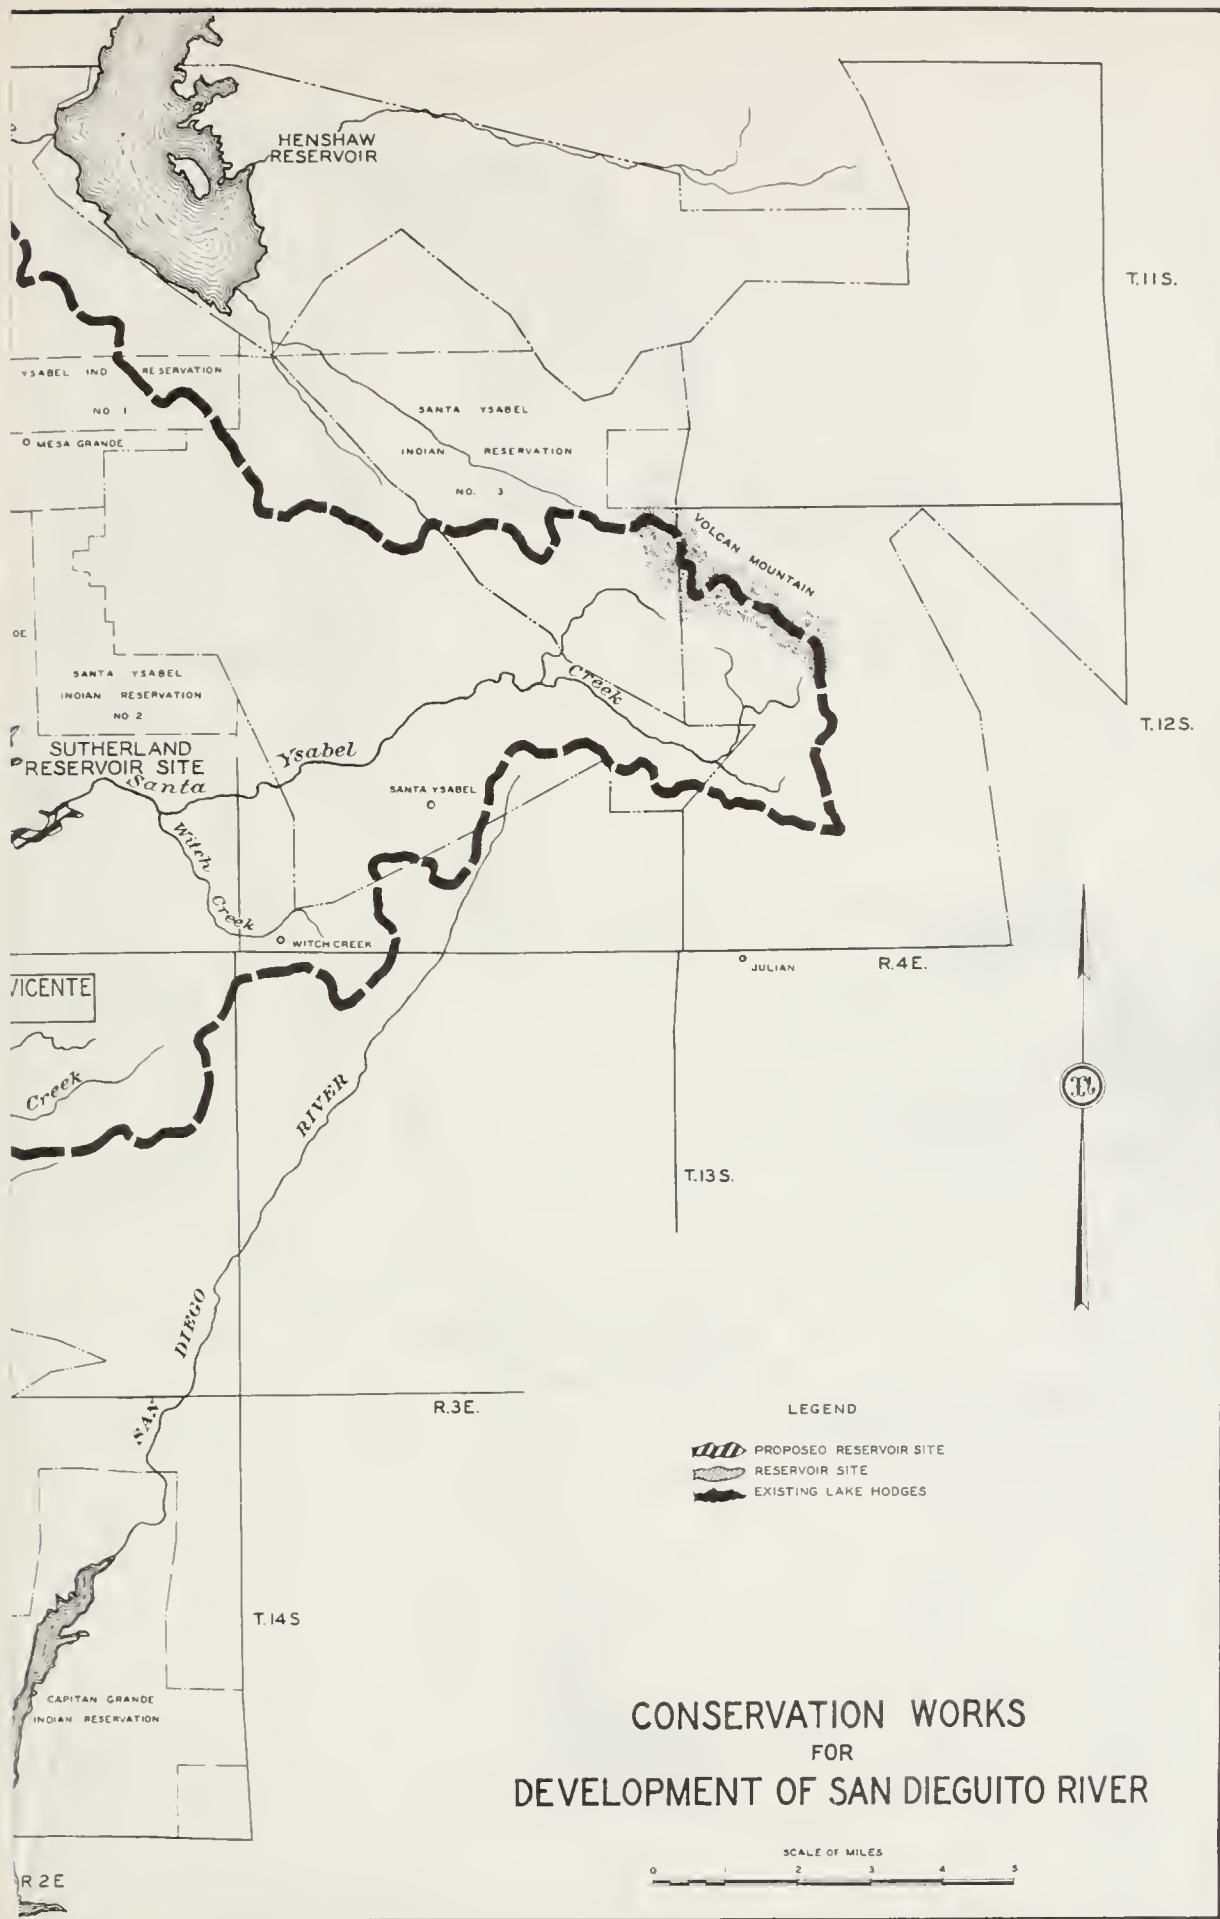 HENSHAW
RESERVOIR
T.11S.
YSABEL IND RESERVATION
NO 1
MESA GRANDE
SANTA YSABEL
INDIAN RESERVATION
NO. 3
VOLCAN MOUNTAIN
OE
SANTA YSABEL
INDIAN RESERVATION
NO 2
Creek
T.12S.
SUTHERLAND
RESERVOIR SITE
Santa Ysabel
SANTA YSABEL
Witch
Creek
WITCH CREEK
JULIAN
R.4E.
VICENTE
Creek
RIVER
T.13S.
DIEGO
SAN
R.3E.
LEGEND
PROPOSED RESERVOIR SITE
RESERVOIR SITE
EXISTING LAKE HODGES
T.14S
CAPITAN GRANDE
INDIAN RESERVATION
CONSERVATION WORKS
FOR
DEVELOPMENT OF SAN DIEGUITO RIVER
SCALE OF MILES
0 1 2 3 4 5
R 2E